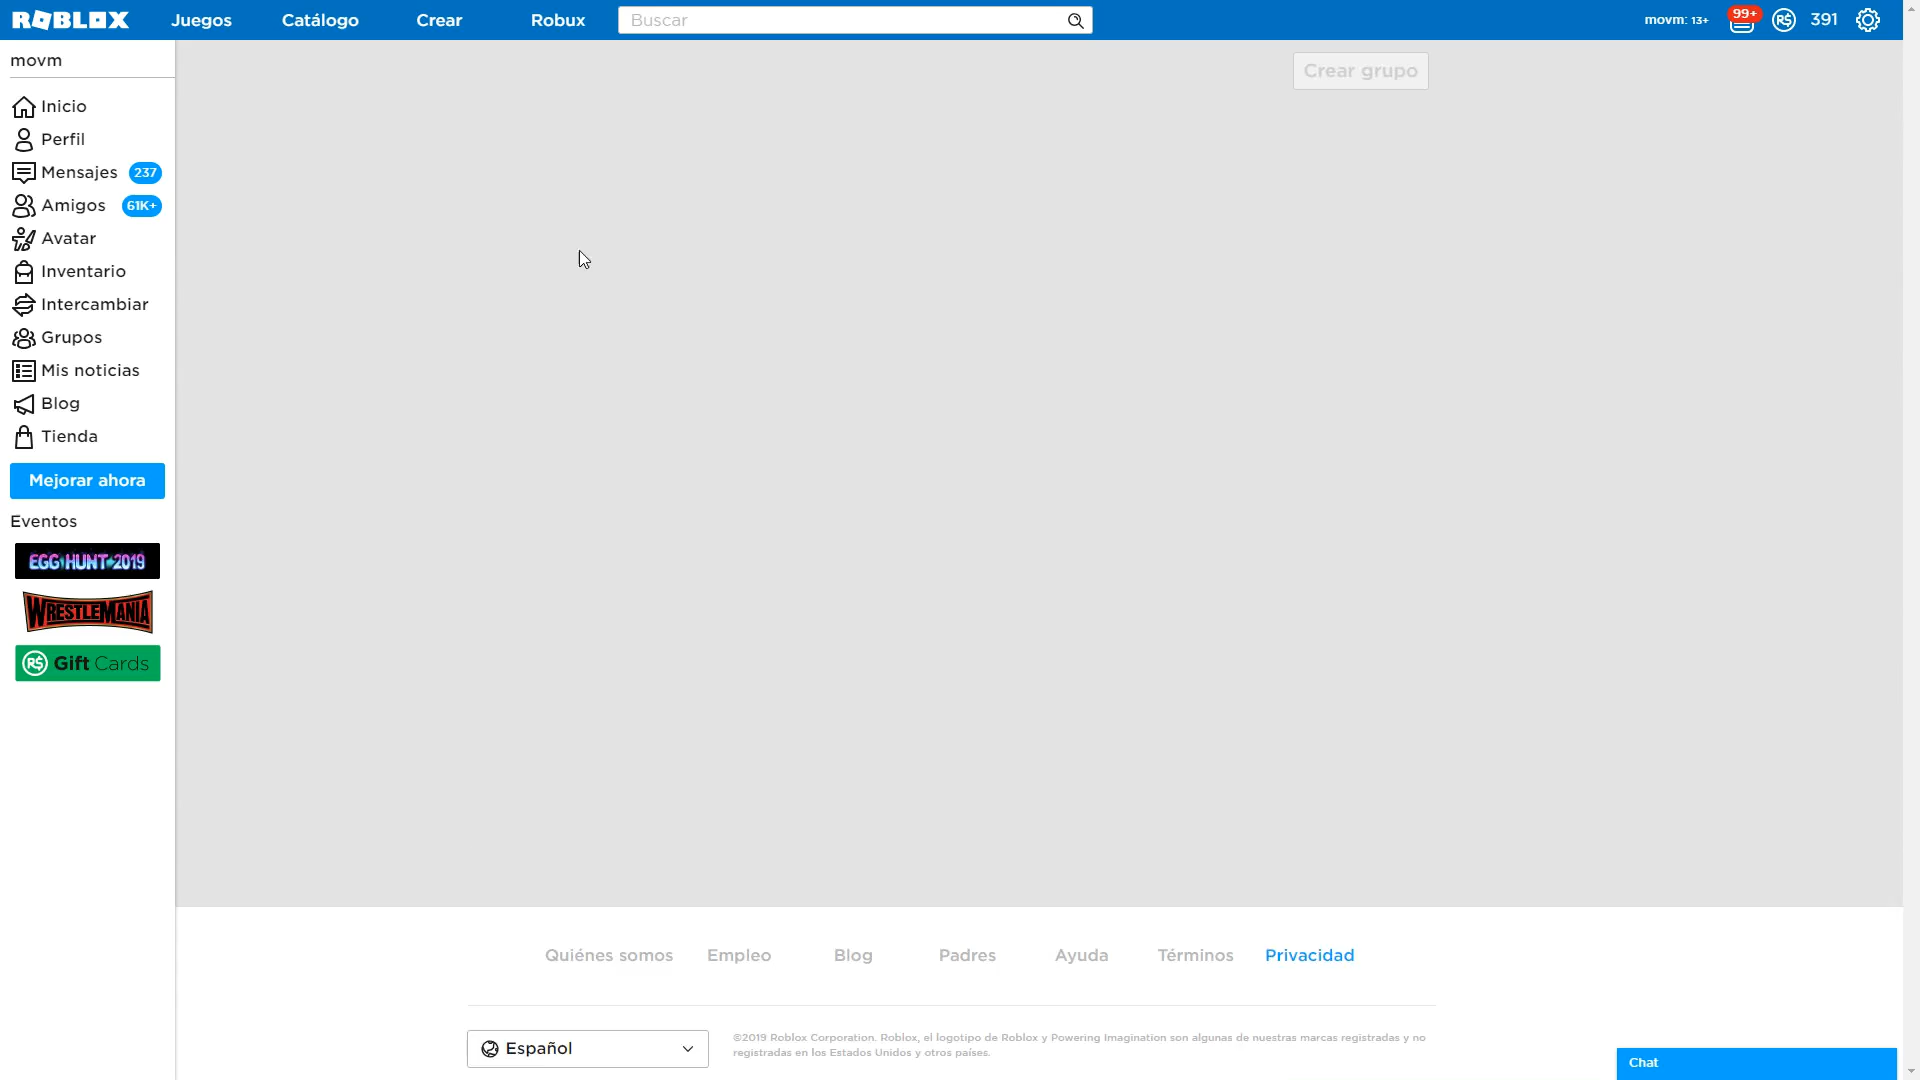 ROBLOX Juegos Catálogo Crear Robux Buscar movm: 13+ 99+ R$ 391
movm
Crear grupo
Inicio
Perfil
Mensajes 237
Amigos 61K+
Avatar
Inventario
Intercambiar
Grupos
Mis noticias
Blog
Tienda
Mejorar ahora
Eventos
EGG HUNT 2019
WRESTLEMANIA
R$ Gift Cards
Quiénes somos Empleo Blog Padres Ayuda Términos Privacidad
Español
©2019 Roblox Corporation. Roblox, el logotipo de Roblox y Powering Imagination son algunas de nuestras marcas registradas y no
registradas en los Estados Unidos y otros países.
Chat